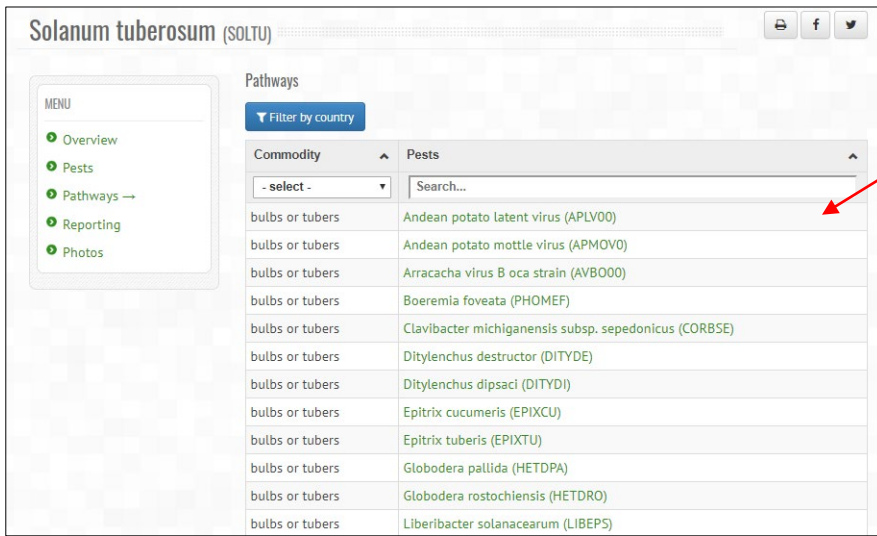 Solanum tuberosum (SOLTU)
MENU
Overview
Pests
Pathways →
Reporting
Photos
Pathways
Filter by country
Commodity Pests
- select - Search...
bulbs or tubers Andean potato latent virus (APLV00)
bulbs or tubers Andean potato mottle virus (APMOV0)
bulbs or tubers Arracacha virus B oca strain (AVBO00)
bulbs or tubers Boeremia foveata (PHOMEF)
bulbs or tubers Clavibacter michiganensis subsp. sepedonicus (CORBSE)
bulbs or tubers Ditylenchus destructor (DITYDE)
bulbs or tubers Ditylenchus dipsaci (DITYDI)
bulbs or tubers Epitrix cucumeris (EPIXCU)
bulbs or tubers Epitrix tuberis (EPIXTU)
bulbs or tubers Globodera pallida (HETDPA)
bulbs or tubers Globodera rostochiensis (HETDRO)
bulbs or tubers Liberibacter solanacearum (LIBEPS)